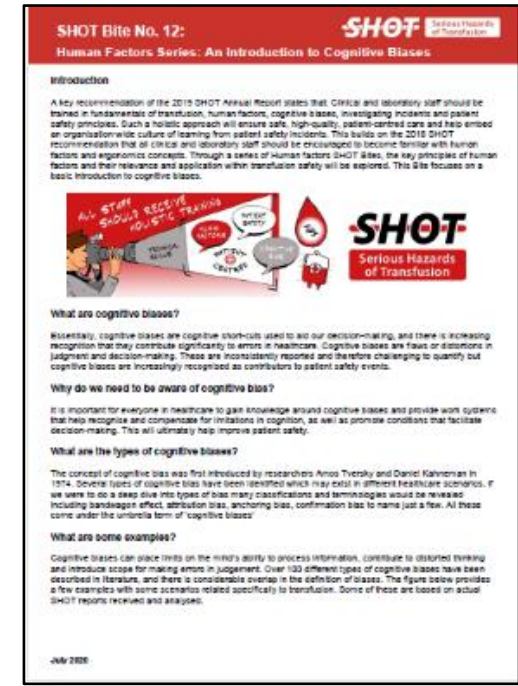 SHOT Bite No. 12:
SHOT Serious Hazards
of Transfusion
Human Factors Series: An Introduction to Cognitive Biases
Introduction
A key recommendation of the 2019 SHOT Annual Report states that: Clinical and laboratory staff should be
trained in fundamentals of transfusion, human factors, cognitive biases, investigating incidents and patient
safety principles. Such a holistic approach will ensure safe, high-quality, patient-centred care and help embed
an organisation-wide culture of learning from patient safety incidents. This builds on the 2018 SHOT
recommendation that all clinical and laboratory staff should be encouraged to become familiar with human
factors and ergonomics concepts. Through a series of Human factors SHOT Bites, the key principles of human
factors and their relevance and application within transfusion safety will be explored. This Bite focuses on a
basic introduction to cognitive biases.
ALL STAFF
SHOULD RECEIVE
HOLISTIC TRAINING
TECHNICAL
SKILLS
HUMAN
FACTORS
PATIENT
SAFETY
PATIENT
CENTRED
COGNITIVE
BIAS
SHOT
Serious Hazards
of Transfusion
What are cognitive biases?
Essentially, cognitive biases are cognitive short-cuts used to aid our decision-making, and there is increasing
recognition that they contribute significantly to errors in healthcare. Cognitive biases are flaws or distortions in
judgment and decision-making. These are inconsistently reported and therefore challenging to quantify but
cognitive biases are increasingly recognised as contributors to patient safety events.
Why do we need to be aware of cognitive bias?
It is important for everyone in healthcare to gain knowledge around cognitive biases and provide work systems
that help recognise and compensate for limitations in cognition, as well as promote conditions that facilitate
decision-making. This will ultimately help improve patient safety.
What are the types of cognitive biases?
The concept of cognitive bias was first introduced by researchers Amos Tversky and Daniel Kahneman in
1974. Several types of cognitive bias have been identified which may exist in different healthcare scenarios. If
we were to do a deep dive into types of bias many classifications and terminologies would be revealed
including bandwagon effect, attribution bias, anchoring bias, confirmation bias to name just a few. All these
come under the umbrella term of 'cognitive biases'
What are some examples?
Cognitive biases can place limits on the mind's ability to process information, contribute to distorted thinking
and introduce scope for making errors in judgement. Over 100 different types of cognitive biases have been
described in literature, and there is considerable overlap in the definition of biases. The figure below provides
a few examples with some scenarios related specifically to transfusion. Some of these are based on actual
SHOT reports received and analysed.
July 2020